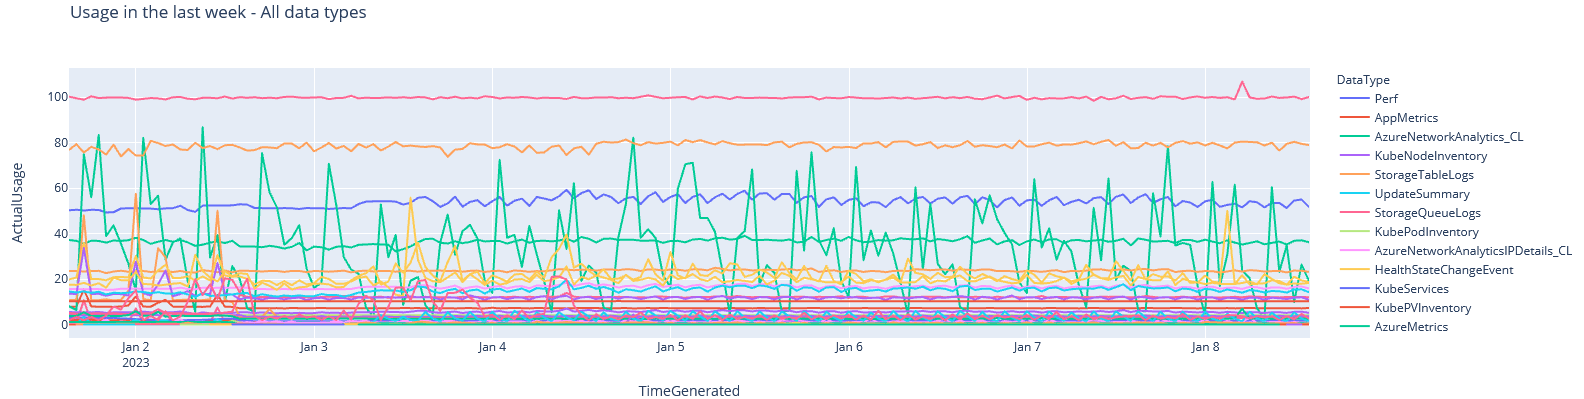 Usage in the last week - All data types
ActualUsage
100
80
60
40
20
0
Jan 2
2023
Jan 3
Jan 4
Jan 5
Jan 6
Jan 7
Jan 8
TimeGenerated
DataType
Perf
AppMetrics
AzureNetworkAnalytics_CL
KubeNodeInventory
StorageTableLogs
UpdateSummary
StorageQueueLogs
KubePodInventory
AzureNetworkAnalyticsIPDetails_CL
HealthStateChangeEvent
KubeServices
KubePVInventory
AzureMetrics